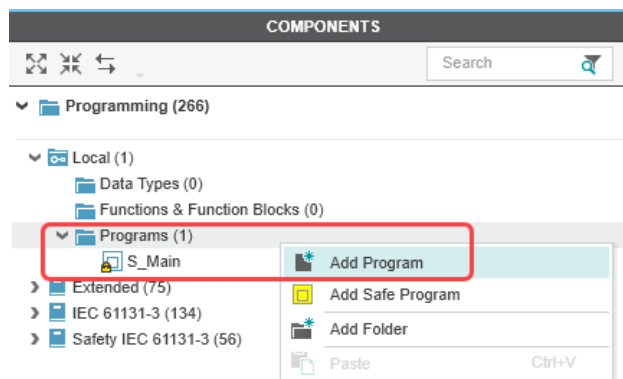 COMPONENTS
Search
Programming (266)
Local (1)
Data Types (0)
Functions & Function Blocks (0)
Programs (1)
S_Main
Add Program
Extended (75)
Add Safe Program
IEC 61131-3 (134)
Add Folder
Safety IEC 61131-3 (56)
Paste Ctrl+V